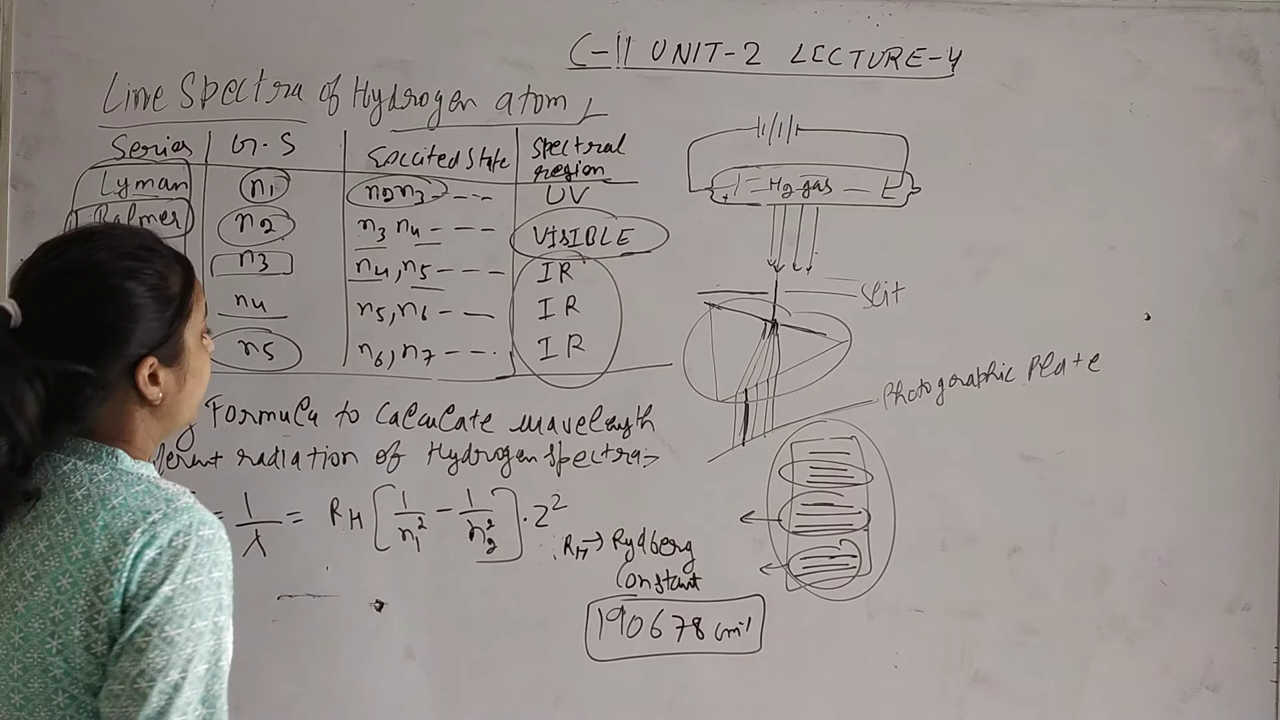 C-11 UNIT-2 LECTURE-4
Line Spectra of Hydrogen atom
Series G.S Excited State Spectral region
Lyman n1 n2 n3 --- UV
Balmer n2 n3 n4 --- VISIBLE
n3 n4, n5 --- IR
n4 n5, n6 --- IR
n5 n6, n7 --- IR
Formula to Calculate wavelength
radiation of Hydrogen spectra
= 1/λ = RH [1/n1² - 1/n2²] · Z²
RH → Rydberg
Constant
190678 cm-1
+ H2 gas
Slit
Photographic Plate